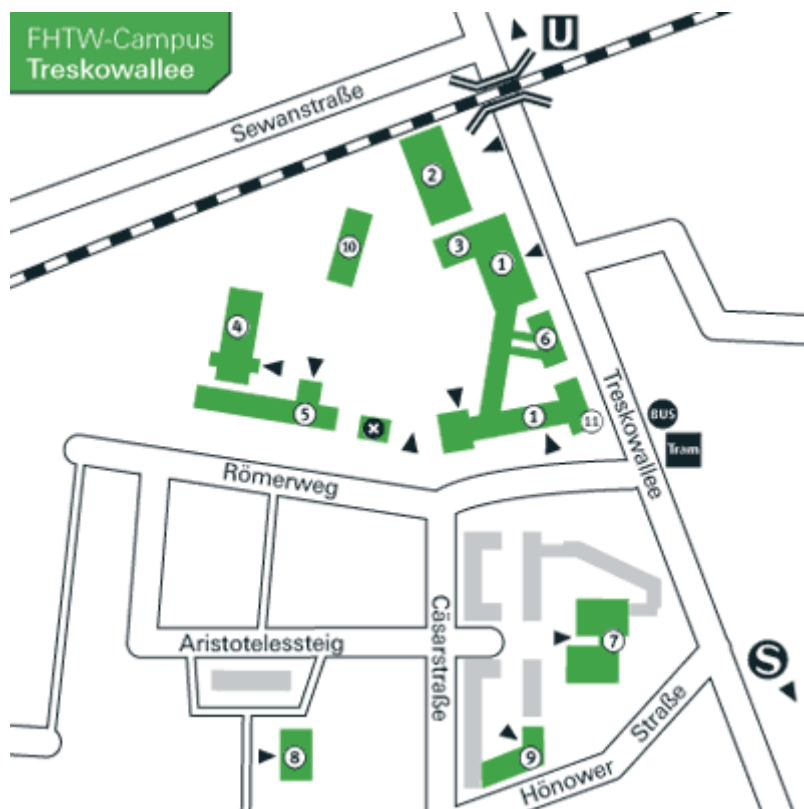 FHTW-Campus
Treskowallee
U
Sewanstraße
2
10
3
1
4
6
5
1
11
Treskowallee
BUS
Tram
Römerweg
Cäsarstraße
Aristotelessteig
7
S
8
9
Hönower
Straße